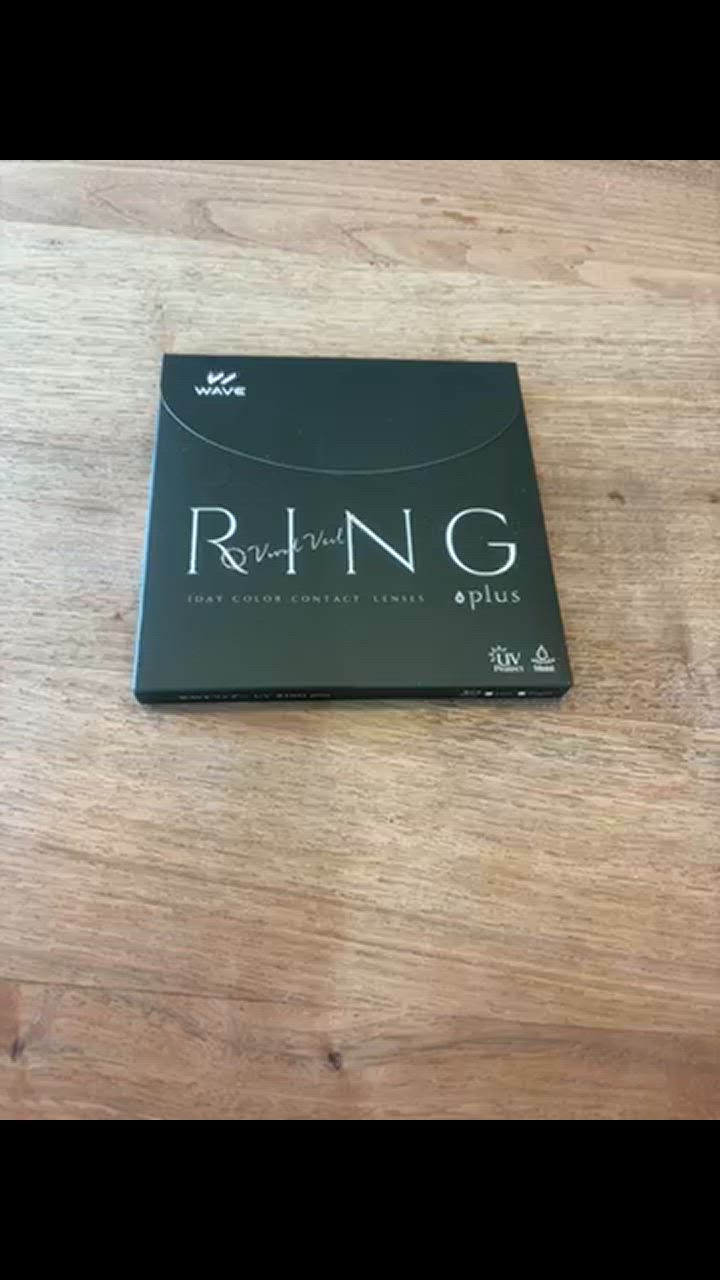 WAVE
RING
Vivid Veil
1DAY COLOR CONTACT LENSES
plus
UV
Protect
Moist